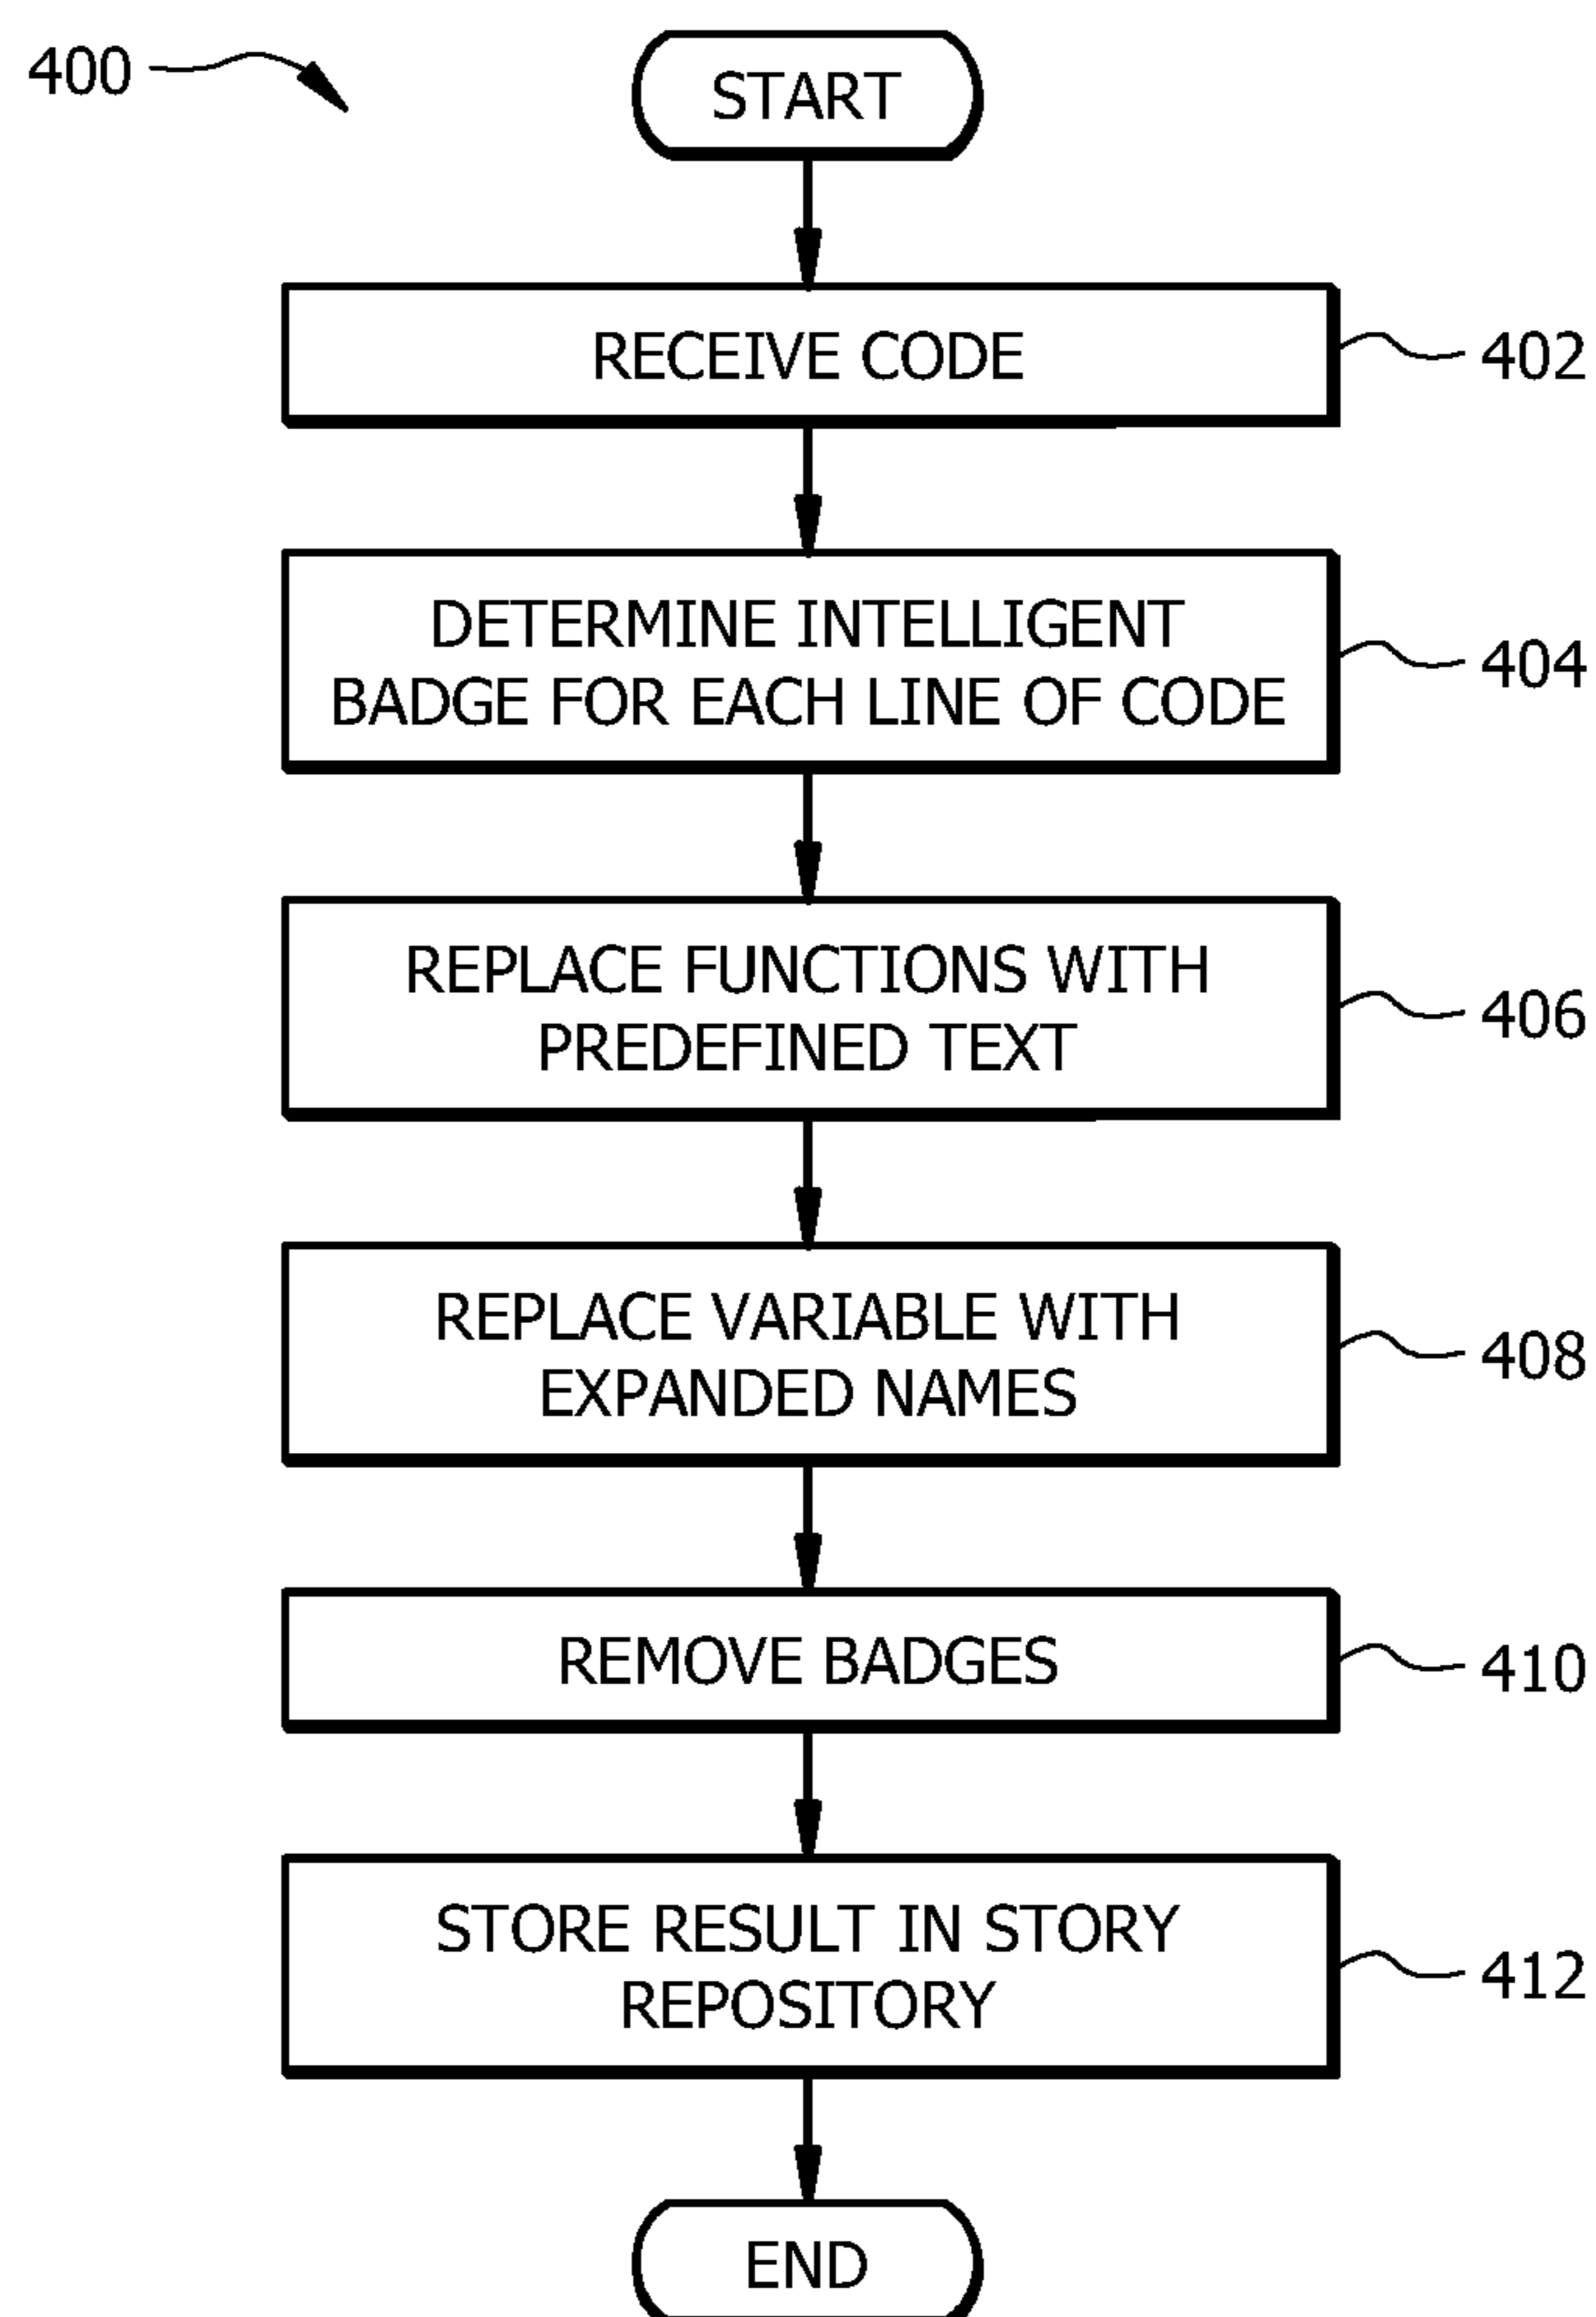 400
START
RECEIVE CODE
402
DETERMINE INTELLIGENT
BADGE FOR EACH LINE OF CODE
404
REPLACE FUNCTIONS WITH
PREDEFINED TEXT
406
REPLACE VARIABLE WITH
EXPANDED NAMES
408
REMOVE BADGES
410
STORE RESULT IN STORY
REPOSITORY
412
END